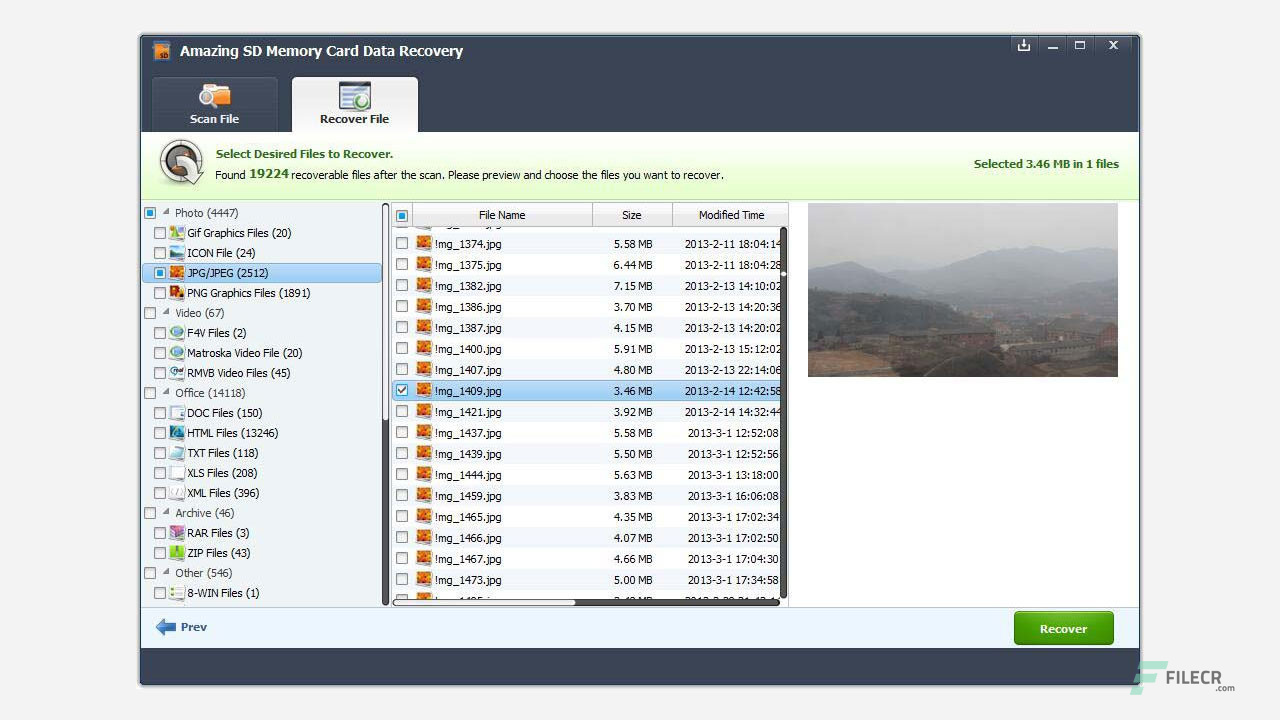 Amazing SD Memory Card Data Recovery
Scan File
Recover File
Select Desired Files to Recover.
Found 19224 recoverable files after the scan. Please preview and choose the files you want to recover.
Selected 3.46 MB in 1 files
Photo (4447)
Gif Graphics Files (20)
ICON File (24)
JPG/JPEG (2512)
PNG Graphics Files (1891)
Video (67)
F4V Files (2)
Matroska Video File (20)
RMVB Video Files (45)
Office (14118)
DOC Files (150)
HTML Files (13246)
TXT Files (118)
XLS Files (208)
XML Files (396)
Archive (46)
RAR Files (3)
ZIP Files (43)
Other (546)
8-WIN Files (1)
File Name Size Modified Time
!mg_1374.jpg 5.58 MB 2013-2-11 18:04:14
!mg_1375.jpg 6.44 MB 2013-2-11 18:04:28
!mg_1382.jpg 7.15 MB 2013-2-13 14:10:02
!mg_1386.jpg 3.70 MB 2013-2-13 14:20:36
!mg_1387.jpg 4.15 MB 2013-2-13 14:20:02
!mg_1400.jpg 5.91 MB 2013-2-13 15:12:02
!mg_1407.jpg 4.80 MB 2013-2-13 22:14:06
!mg_1409.jpg 3.46 MB 2013-2-14 12:42:58
!mg_1421.jpg 3.92 MB 2013-2-14 14:32:44
!mg_1437.jpg 5.58 MB 2013-3-1 12:52:08
!mg_1439.jpg 5.50 MB 2013-3-1 12:52:56
!mg_1444.jpg 5.63 MB 2013-3-1 13:18:00
!mg_1459.jpg 3.83 MB 2013-3-1 16:06:08
!mg_1465.jpg 4.35 MB 2013-3-1 17:02:34
!mg_1466.jpg 4.07 MB 2013-3-1 17:02:50
!mg_1467.jpg 4.66 MB 2013-3-1 17:04:30
!mg_1473.jpg 5.00 MB 2013-3-1 17:34:58
Prev
Recover
FILECR
.com